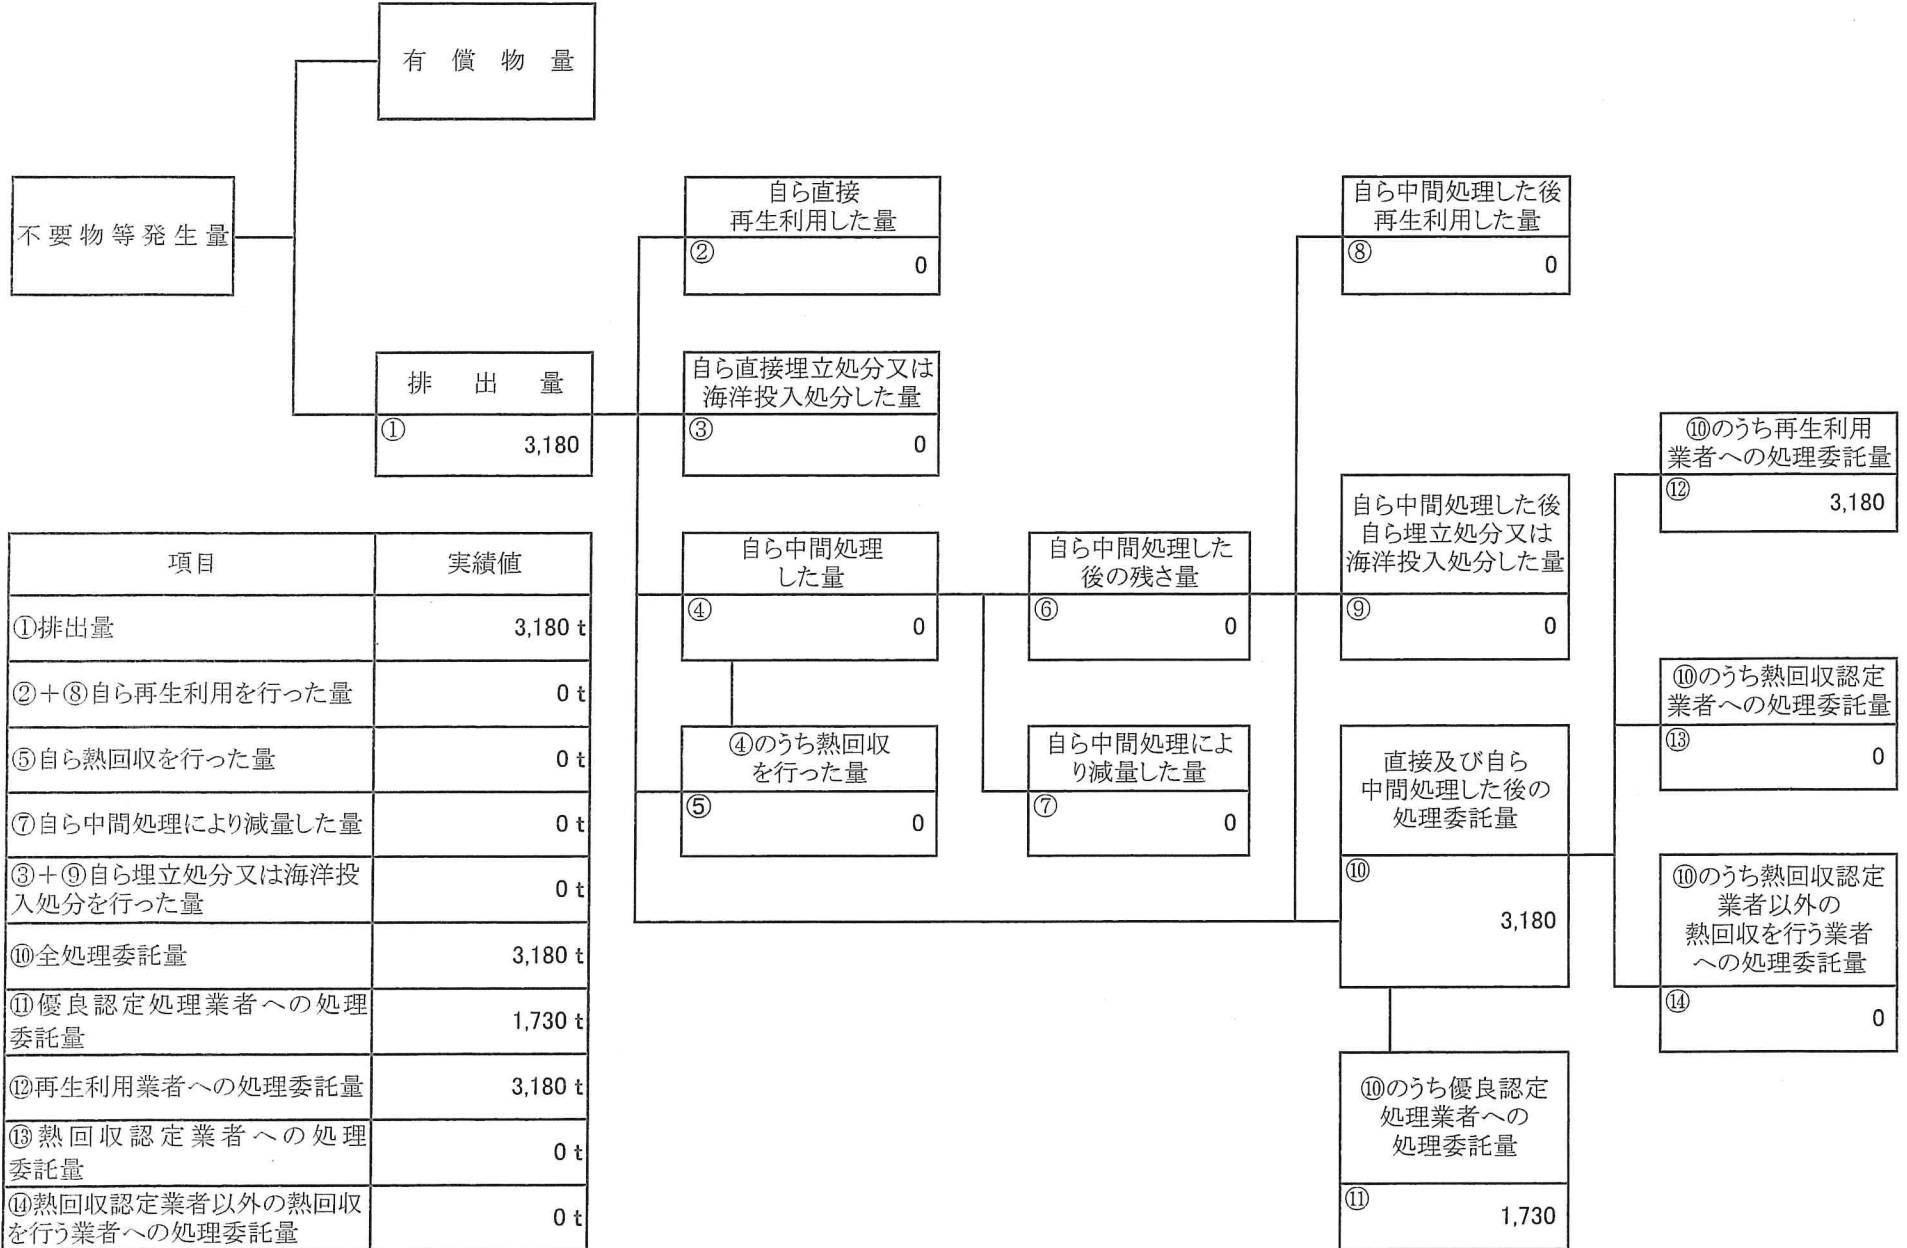 有償物量
不要物等発生量
自ら直接
再生利用した量
②
0
自ら中間処理した後
再生利用した量
⑧
0
排出量
①
3,180
自ら直接埋立処分又は
海洋投入処分した量
③
0
⑩のうち再生利用
業者への処理委託量
⑫
3,180
自ら中間処理
した量
④
0
自ら中間処理した
後の残さ量
⑥
0
自ら中間処理した後
自ら埋立処分又は
海洋投入処分した量
⑨
0
⑩のうち熱回収認定
業者への処理委託量
⑬
0
④のうち熱回収
を行った量
⑤
0
自ら中間処理によ
り減量した量
⑦
0
直接及び自ら
中間処理した後の
処理委託量
⑩
3,180
⑩のうち熱回収認定
業者以外の
熱回収を行う業者
への処理委託量
⑭
0
⑩のうち優良認定
処理業者への
処理委託量
⑪
1,730
項目 実績値
①排出量 3,180 t
②+⑧自ら再生利用を行った量 0 t
⑤自ら熱回収を行った量 0 t
⑦自ら中間処理により減量した量 0 t
③+⑨自ら埋立処分又は海洋投
入処分を行った量 0 t
⑩全処理委託量 3,180 t
⑪優良認定処理業者への処理
委託量 1,730 t
⑫再生利用業者への処理委託量 3,180 t
⑬熱回収認定業者への処理
委託量 0 t
⑭熱回収認定業者以外の熱回収
を行う業者への処理委託量 0 t